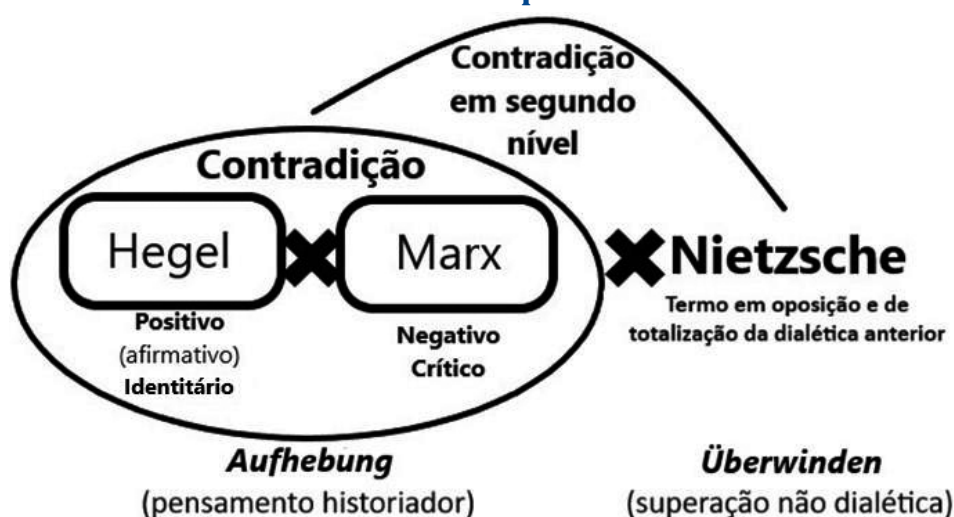 Contradição
em segundo
nível
Contradição
Hegel
Marx
Nietzsche
Positivo
(afirmativo)
Identitário
Negativo
Crítico
Termo em oposição e de
totalização da dialética anterior
Aufhebung
(pensamento historiador)
Überwinden
(superação não dialética)